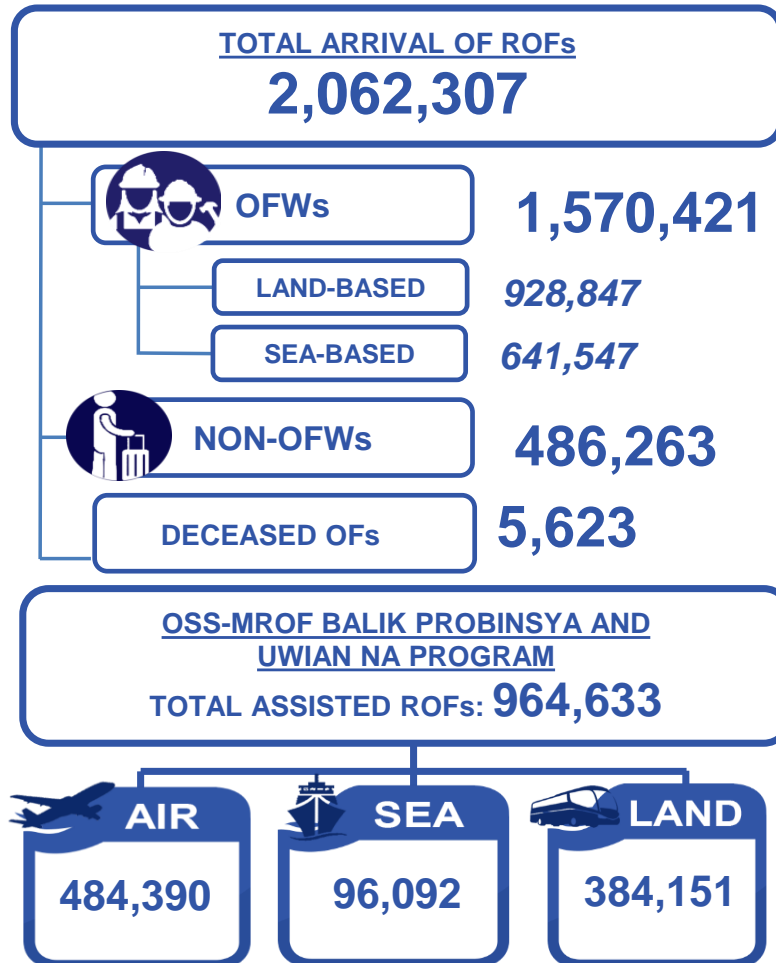 TOTAL ARRIVAL OF ROFs
2,062,307
OFWs 1,570,421
LAND-BASED 928,847
SEA-BASED 641,547
NON-OFWs 486,263
DECEASED OFs 5,623
OSS-MROF BALIK PROBINSYA AND
UWIAN NA PROGRAM
TOTAL ASSISTED ROFs: 964,633
AIR SEA LAND
484,390 96,092 384,151